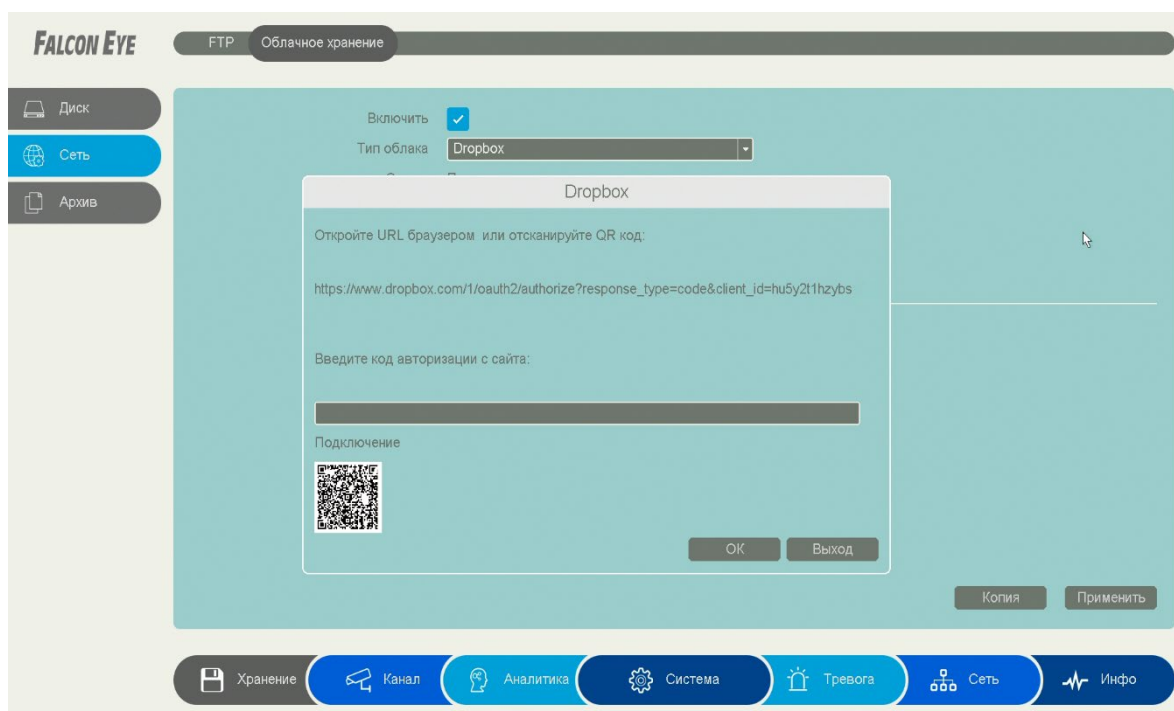 FALCON EYE
FTP
Облачное хранение
Диск
Сеть
Архив
Включить
Тип облака
Dropbox
Dropbox
Откройте URL браузером или отсканируйте QR код:
https://www.dropbox.com/1/oauth2/authorize?response_type=code&client_id=hu5y2t1hzybs
Введите код авторизации с сайта:
Подключение
ОК
Выход
Копия
Применить
Хранение
Канал
Аналитика
Система
Тревога
Сеть
Инфо